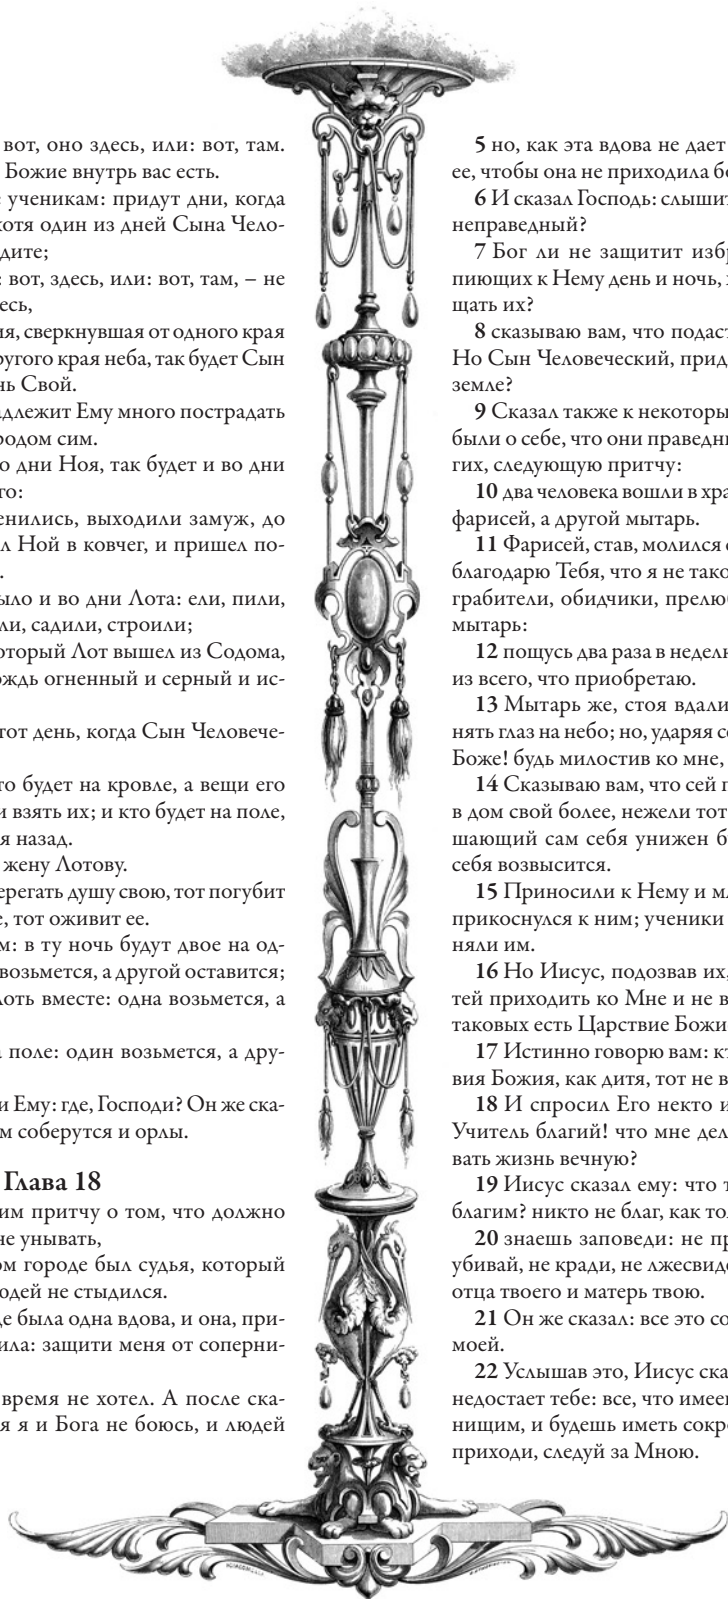 вот, оно здесь, или: вот, там.
Божие внутрь вас есть.
ученикам: придут дни, когда
хотя один из дней Сына Чело-
дите;
: вот, здесь, или: вот, там, – не
есь,
ия, сверкнувшая от одного края
ругого края неба, так будет Сын
нь Свой.
адлежит Ему много пострадать
родом сим.
о дни Ноя, так будет и во дни
го:
енились, выходили замуж, до
л Ной в ковчег, и пришел по-
.
ыло и во дни Лота: ели, пили,
ли, садили, строили;
оторый Лот вышел из Содома,
ождь огненный и серный и ис-
тот день, когда Сын Человече-
то будет на кровле, а вещи его
и взять их; и кто будет на поле,
я назад.
жену Лотову.
ерегать душу свою, тот погубит
е, тот оживит ее.
м: в ту ночь будут двое на од-
возьмется, а другой оставится;
лоть вместе: одна возьмется, а
а поле: один возьмется, а дру-
и Ему: где, Господи? Он же ска-
м соберутся и орлы.
Глава 18
им притчу о том, что должно
не унывать,
ом городе был судья, который
юдей не стыдился.
де была одна вдова, и она, при-
ила: защити меня от соперни-
время не хотел. А после ска-
я я и Бога не боюсь, и людей
5 но, как эта вдова не дает
ее, чтобы она не приходила бо
6 И сказал Господь: слышит
неправедный?
7 Бог ли не защитит избр
пиющих к Нему день и ночь,
щать их?
8 сказываю вам, что подаст
Но Сын Человеческий, прид
земле?
9 Сказал также к некоторы
были о себе, что они праведн
гих, следующую притчу:
10 два человека вошли в хра
фарисей, а другой мытарь.
11 Фарисей, став, молился с
благодарю Тебя, что я не тако
грабители, обидчики, прелюб
мытарь:
12 пощусь два раза в неделю
из всего, что приобретаю.
13 Мытарь же, стоя вдали
нять глаз на небо; но, ударяя се
Боже! будь милостив ко мне,
14 Сказываю вам, что сей п
в дом свой более, нежели тот
шающий сам себя унижен б
себя возвысится.
15 Приносили к Нему и мл
прикоснулся к ним; ученики
няли им.
16 Но Иисус, подозвав их,
тей приходить ко Мне и не в
таковых есть Царствие Божи
17 Истинно говорю вам: кт
вия Божия, как дитя, тот не в
18 И спросил Его некто и
Учитель благий! что мне дел
вать жизнь вечную?
19 Иисус сказал ему: что т
благим? никто не благ, как то
20 знаешь заповеди: не пр
убивай, не кради, не лжесвиде
отца твоего и матерь твою.
21 Он же сказал: все это со
моей.
22 Услышав это, Иисус ска
недостает тебе: все, что имее
нищим, и будешь иметь сокро
приходи, следуй за Мною.